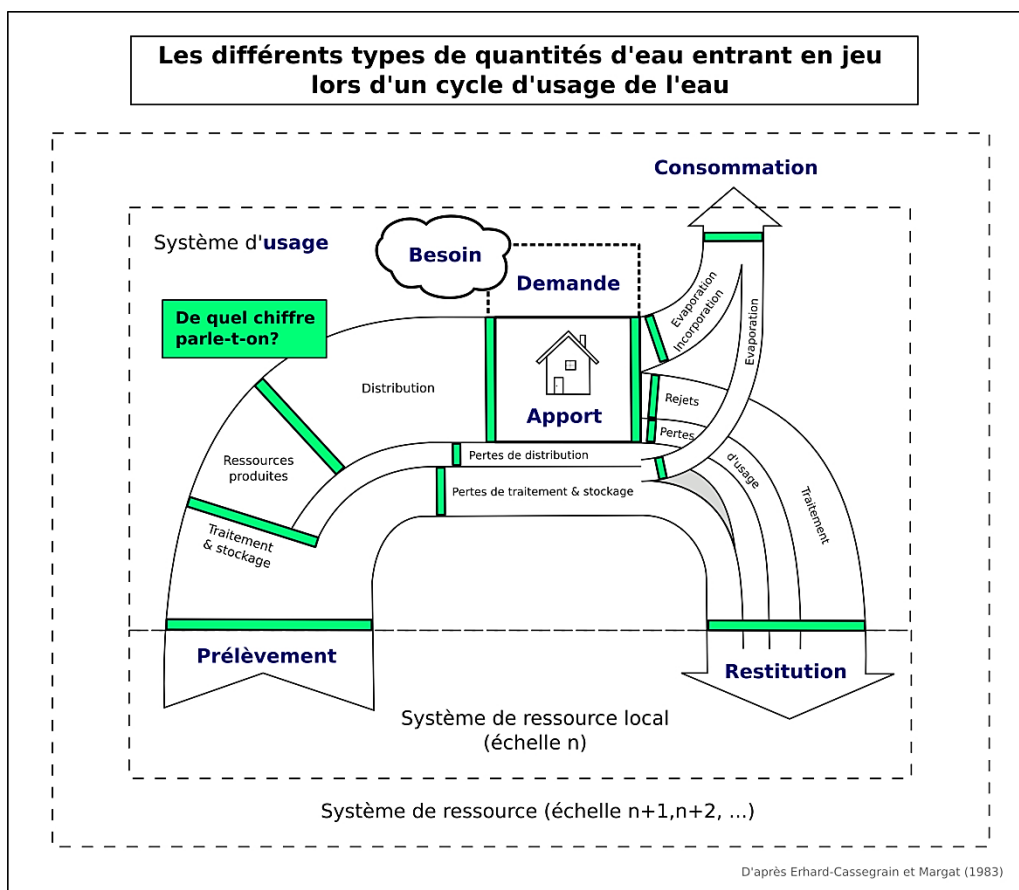 Les différents types de quantités d'eau entrant en jeu
lors d'un cycle d'usage de l'eau
Consommation
Système d'usage
Besoin
Demande
De quel chiffre
parle-t-on?
Evaporation
Incorporation
Evaporation
Distribution
Apport
Rejets
Pertes
d'usage
Traitement
Ressources
produites
Pertes de distribution
Pertes de traitement & stockage
Traitement
& stockage
Prélèvement
Restitution
Système de ressource local
(échelle n)
Système de ressource (échelle n+1,n+2, ...)
D'après Erhard-Cassegrain et Margat (1983)